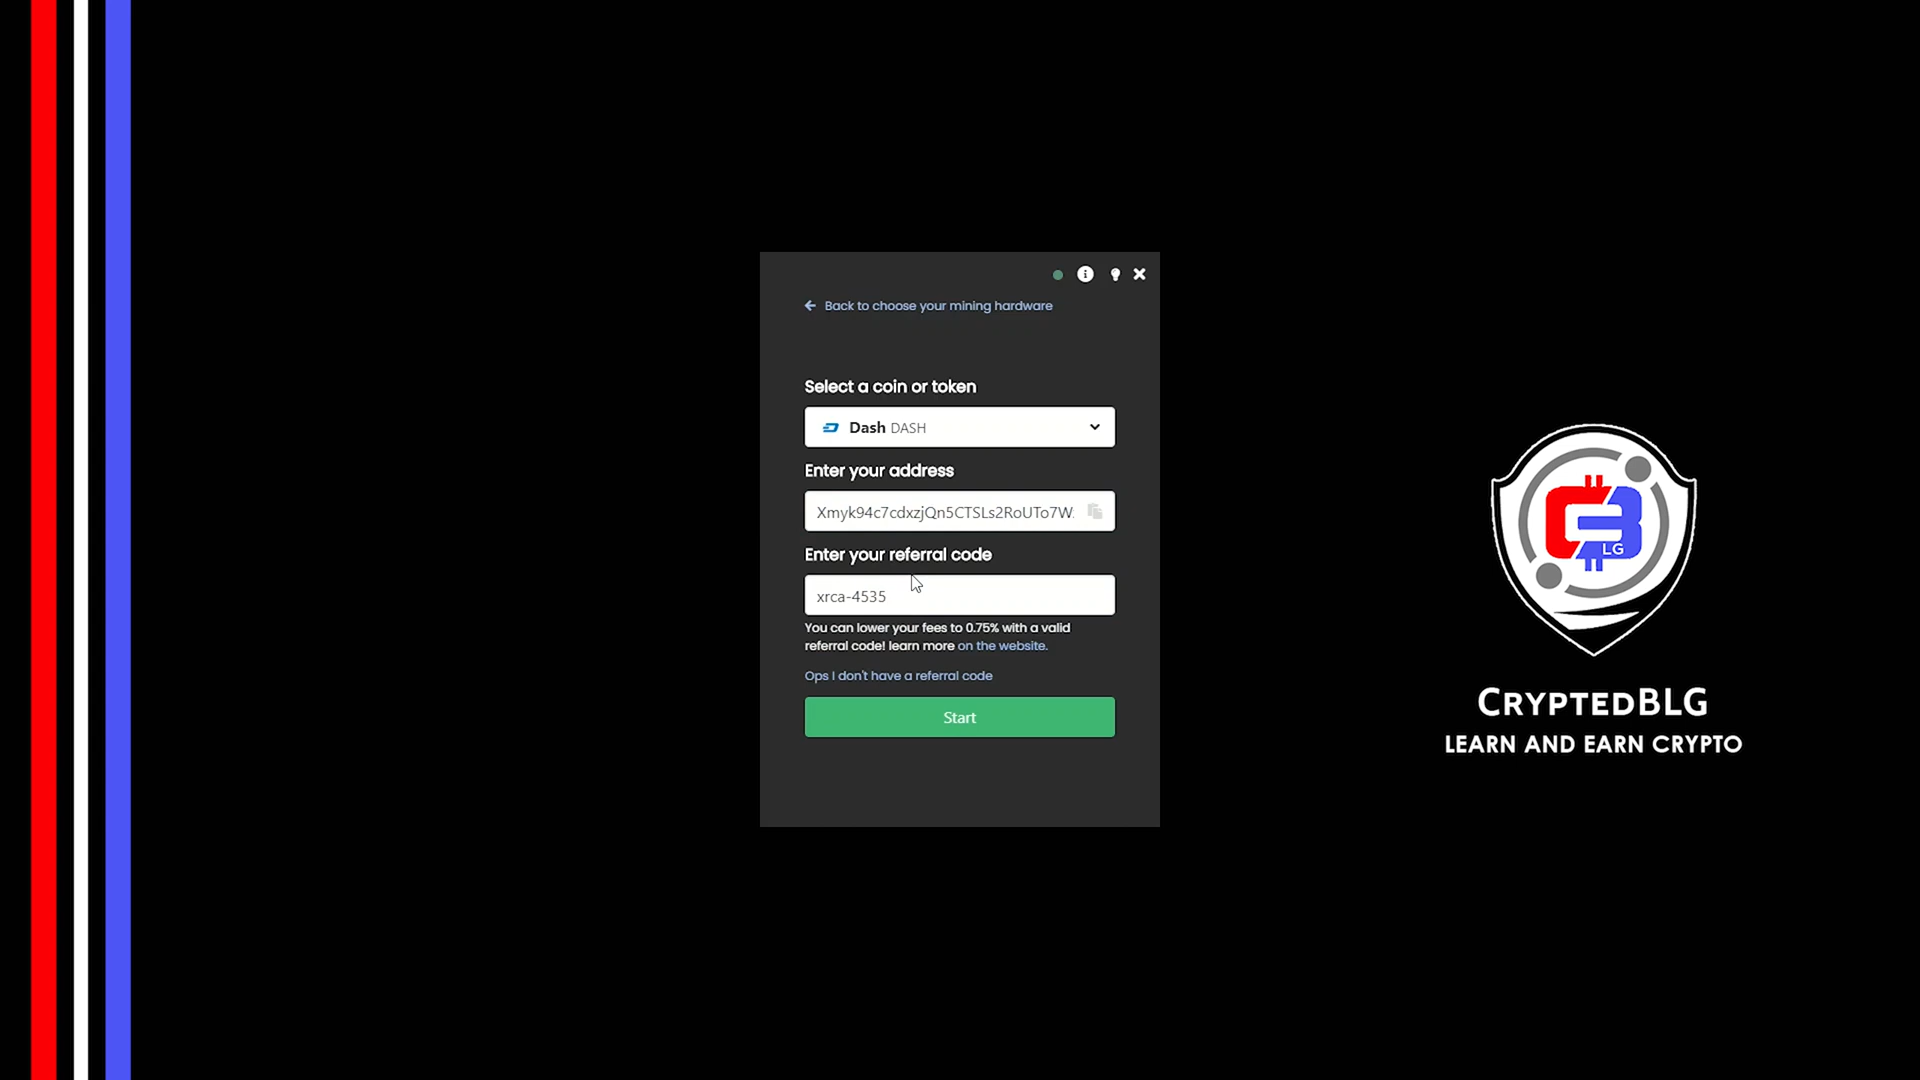 Back to choose your mining hardware
Select a coin or token
Dash DASH
Enter your address
Xmyk94c7cdxzjQn5CTSLs2RoUTo7W
Enter your referral code
xrca-4535
You can lower your fees to 0.75% with a valid
referral code! learn more on the website.
Ops I don't have a referral code
Start
LG
CRYPTEDBLG
LEARN AND EARN CRYPTO